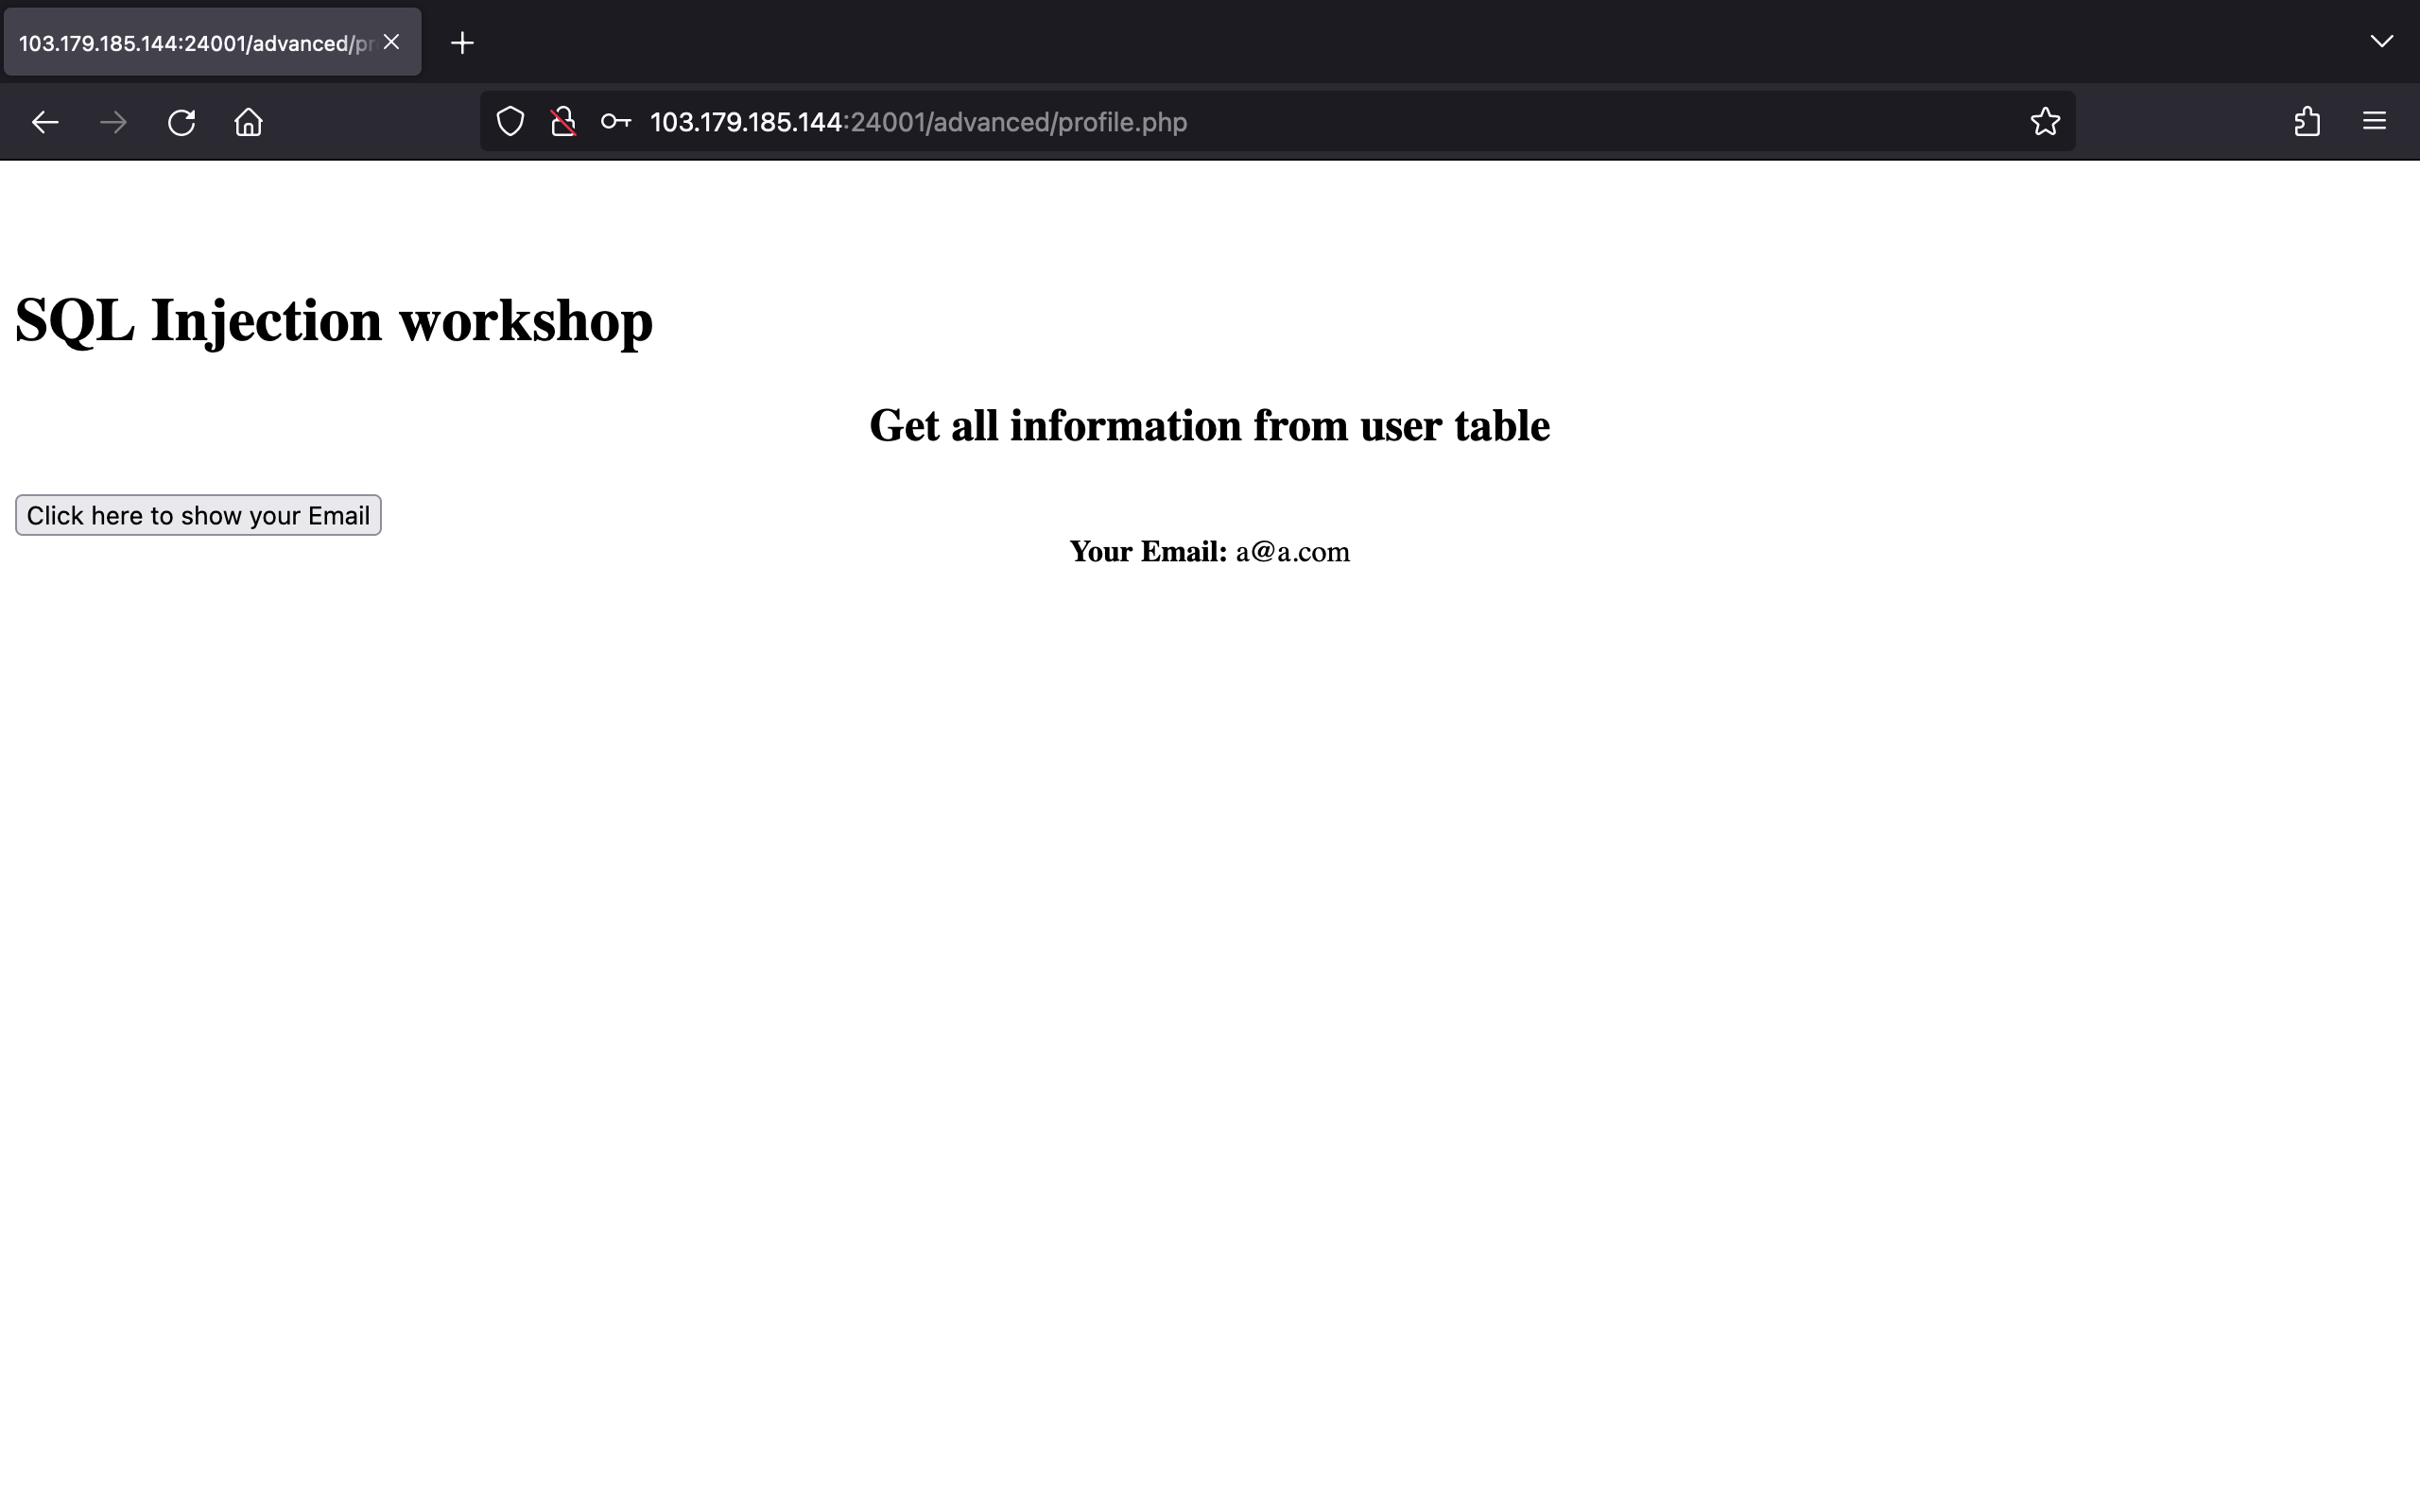 103.179.185.144:24001/advanced/pr
103.179.185.144:24001/advanced/profile.php
SQL Injection workshop
Get all information from user table
Click here to show your Email
Your Email: a@a.com